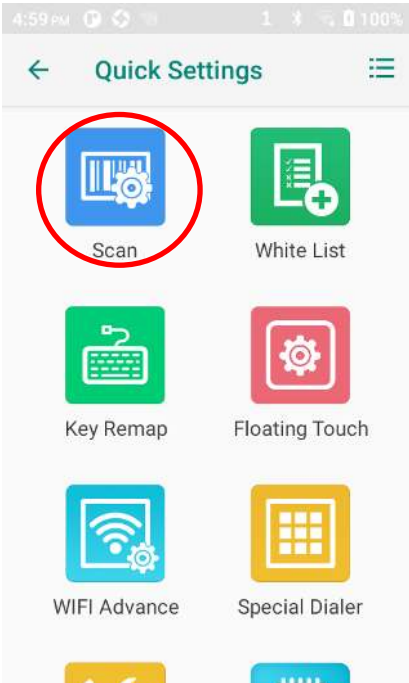 4:59 PM 1 100%
Quick Settings
Scan White List
Key Remap Floating Touch
WIFI Advance Special Dialer